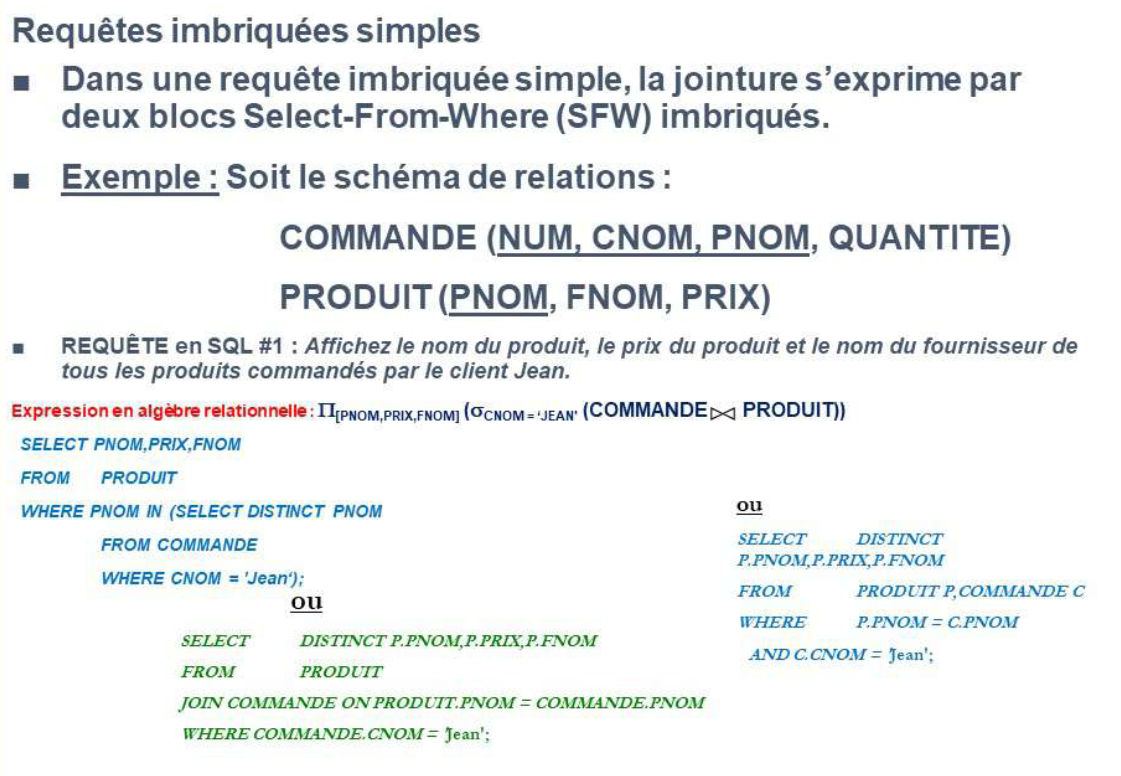 Requêtes imbriquées simples
■ Dans une requête imbriquée simple, la jointure s'exprime par
deux blocs Select-From-Where (SFW) imbriqués.
■ Exemple : Soit le schéma de relations :
COMMANDE (NUM, CNOM, PNOM, QUANTITE)
PRODUIT (PNOM, FNOM, PRIX)
■ REQUÊTE en SQL #1 : Affichez le nom du produit, le prix du produit et le nom du fournisseur de
tous les produits commandés par le client Jean.
Expression en algèbre relationnelle : Π[PNOM,PRIX,FNOM] (σCNOM = 'JEAN' (COMMANDE ⋈ PRODUIT))
SELECT PNOM,PRIX,FNOM
FROM PRODUIT
WHERE PNOM IN (SELECT DISTINCT PNOM
FROM COMMANDE
WHERE CNOM = 'Jean');
ou
SELECT DISTINCT P.PNOM,P.PRIX,P.FNOM
FROM PRODUIT
JOIN COMMANDE ON PRODUIT.PNOM = COMMANDE.PNOM
WHERE COMMANDE.CNOM = 'Jean';
ou
SELECT DISTINCT
P.PNOM,P.PRIX,P.FNOM
FROM PRODUIT P,COMMANDE C
WHERE P.PNOM = C.PNOM
AND C.CNOM = 'Jean';